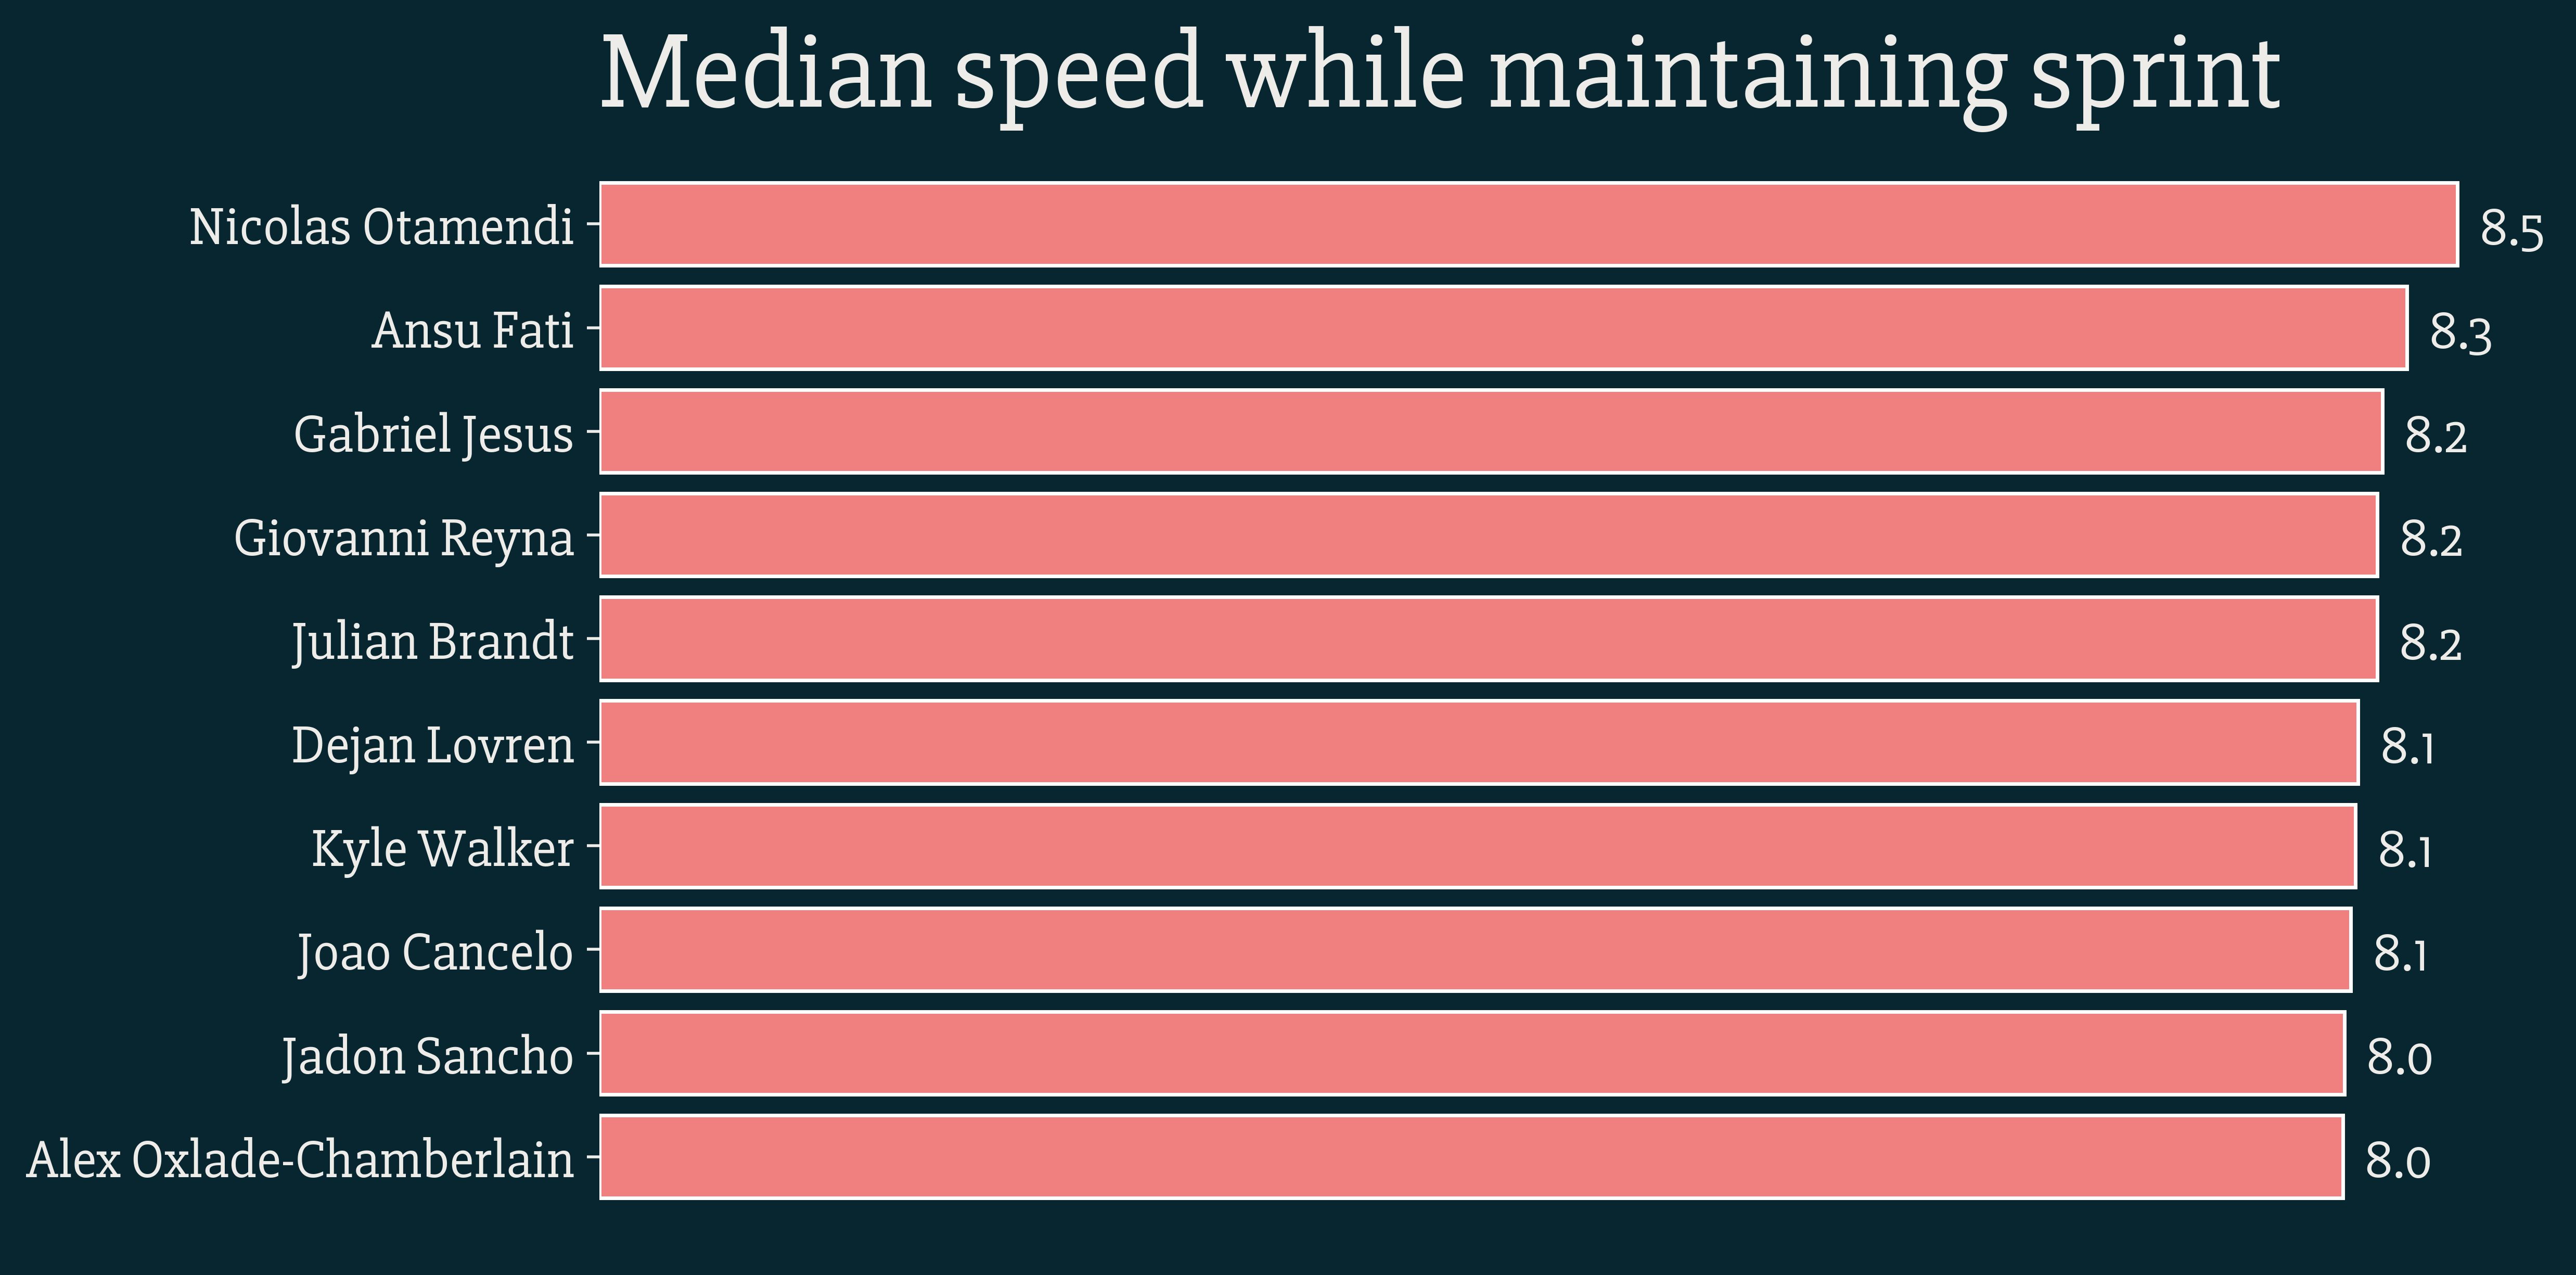 Median speed while maintaining sprint
Nicolas Otamendi 8.5
Ansu Fati 8.3
Gabriel Jesus 8.2
Giovanni Reyna 8.2
Julian Brandt 8.2
Dejan Lovren 8.1
Kyle Walker 8.1
Joao Cancelo 8.1
Jadon Sancho 8.0
Alex Oxlade-Chamberlain 8.0